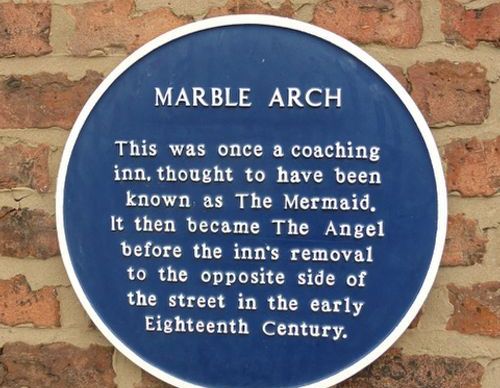 MARBLE ARCH
This was once a coaching
inn, thought to have been
known as The Mermaid.
It then became The Angel
before the inn's removal
to the opposite side of
the street in the early
Eighteenth Century.